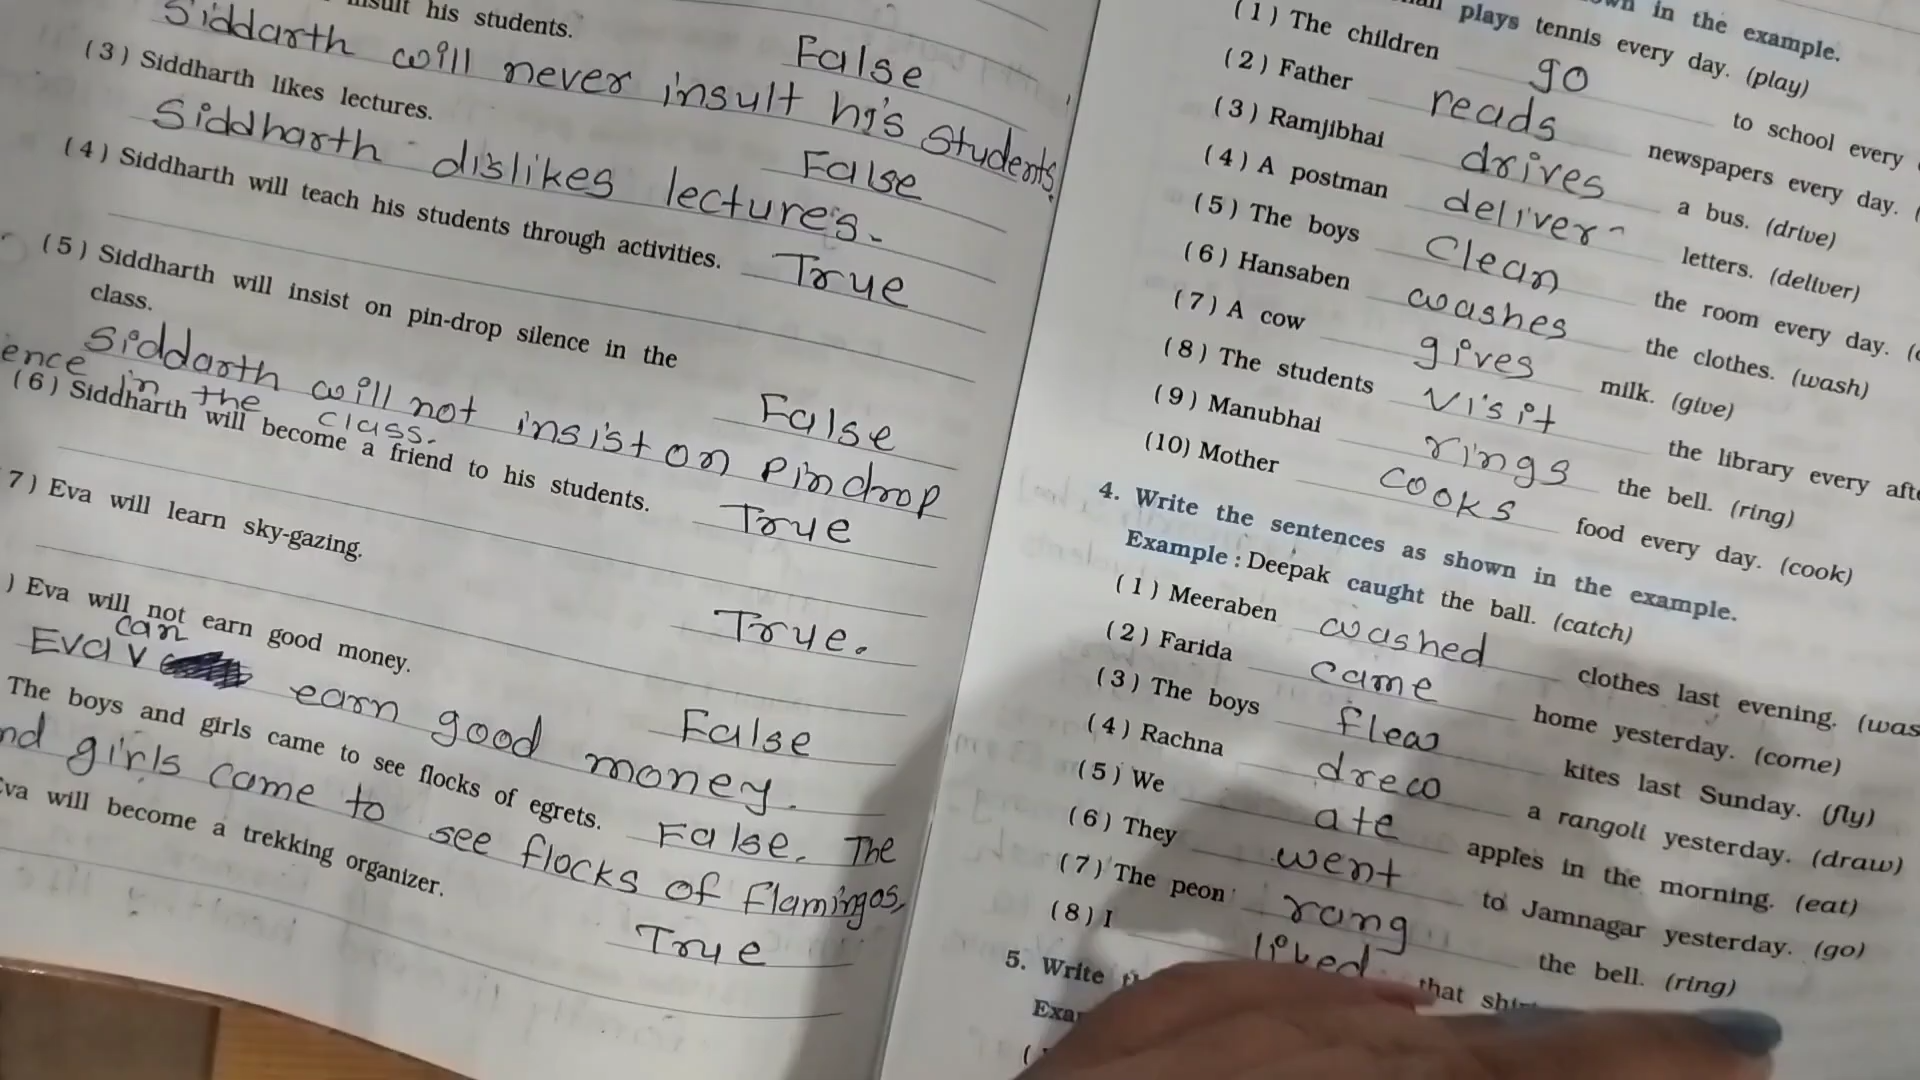 insult his students. False
Siddarth will never insult his students.
(3) Siddharth likes lectures. False
Siddharth dislikes lectures.
(4) Siddharth will teach his students through activities. True
(5) Siddharth will insist on pin-drop silence in the
class. False
Siddarth will not insist on pin drop
ence in the class.
(6) Siddharth will become a friend to his students. True
7) Eva will learn sky-gazing. True.
) Eva will not earn good money. False
Eva can earn good money.
The boys and girls came to see flocks of egrets. False. The
nd girls came to see flocks of flamingos,
va will become a trekking organizer. True
in the example.
plays tennis every day. (play)
(1) The children go to school every
(2) Father reads newspapers every day.
(3) Ramjibhai drives a bus. (drive)
(4) A postman deliver letters. (deliver)
(5) The boys Clean the room every day.
(6) Hansaben washes the clothes. (wash)
(7) A cow gives milk. (give)
(8) The students visit the library every
(9) Manubhai rings the bell. (ring)
(10) Mother cooks food every day. (cook)
4. Write the sentences as shown in the example.
Example : Deepak caught the ball. (catch)
(1) Meeraben washed clothes last evening. (was
(2) Farida came home yesterday. (come)
(3) The boys flew kites last Sunday. (fly)
(4) Rachna drew a rangoli yesterday. (draw)
(5) We ate apples in the morning. (eat)
(6) They went to Jamnagar yesterday. (go)
(7) The peon rang the bell. (ring)
(8) I liked that
5. Write